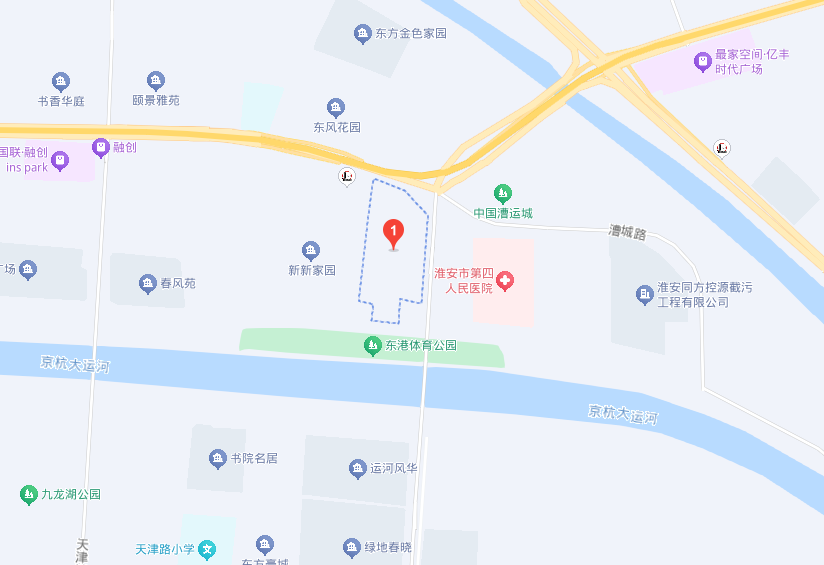 东方金色家园
最家空间·亿丰
时代广场
书香华庭
颐景雅苑
东风花园
国联·融创
ins park
融创
中国漕运城
漕城路
新新家园
1
淮安市第四
人民医院
广场
春风苑
淮安同方控源截污
工程有限公司
东港体育公园
京杭大运河
京杭大运河
书院名居
运河风华
九龙湖公园
天津路小学
绿地春晓
东方豪城
天津